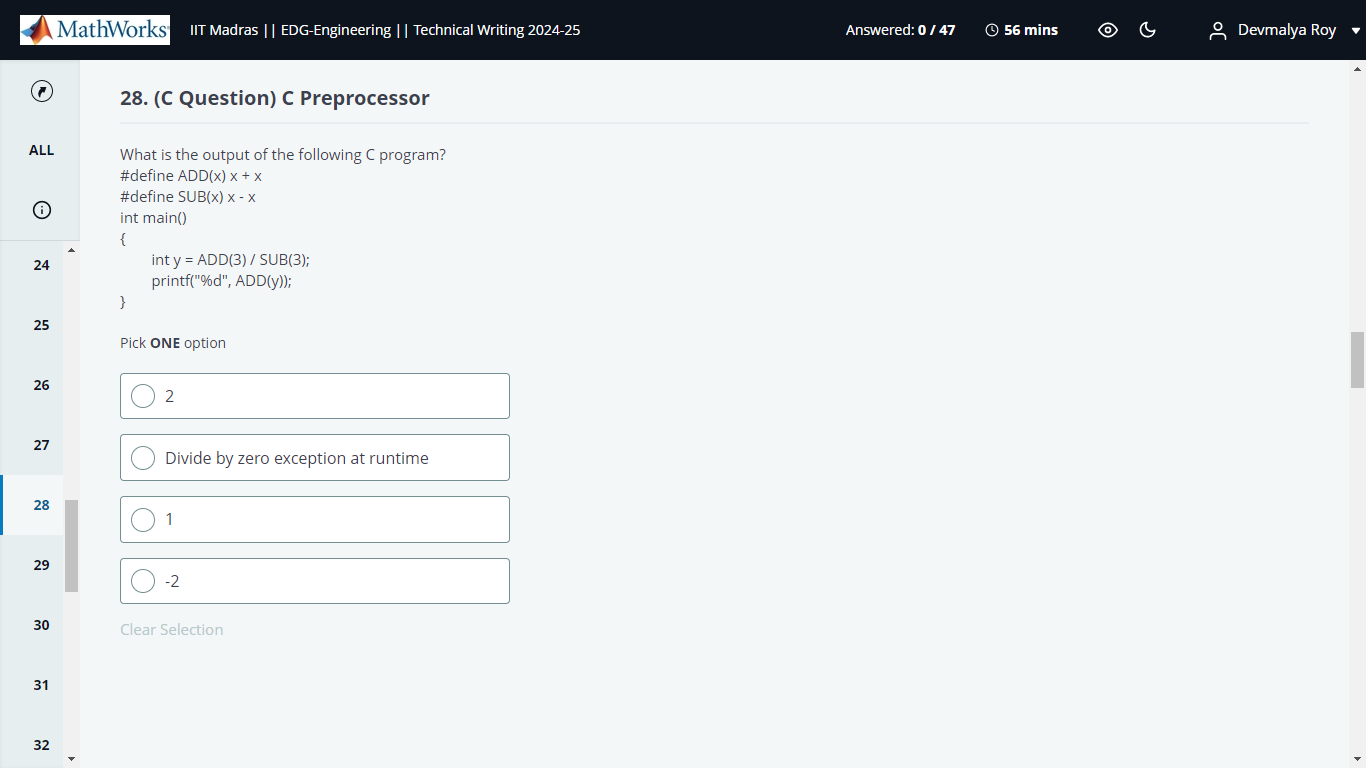 MathWorks
IIT Madras || EDG-Engineering || Technical Writing 2024-25
Answered: 0 / 47
56 mins
Devmalya Roy
ALL
24
25
26
27
28
29
30
31
32
28. (C Question) C Preprocessor
What is the output of the following C program?
#define ADD(x) x + x
#define SUB(x) x - x
int main()
{
int y = ADD(3) / SUB(3);
printf("%d", ADD(y));
}
Pick ONE option
2
Divide by zero exception at runtime
1
-2
Clear Selection